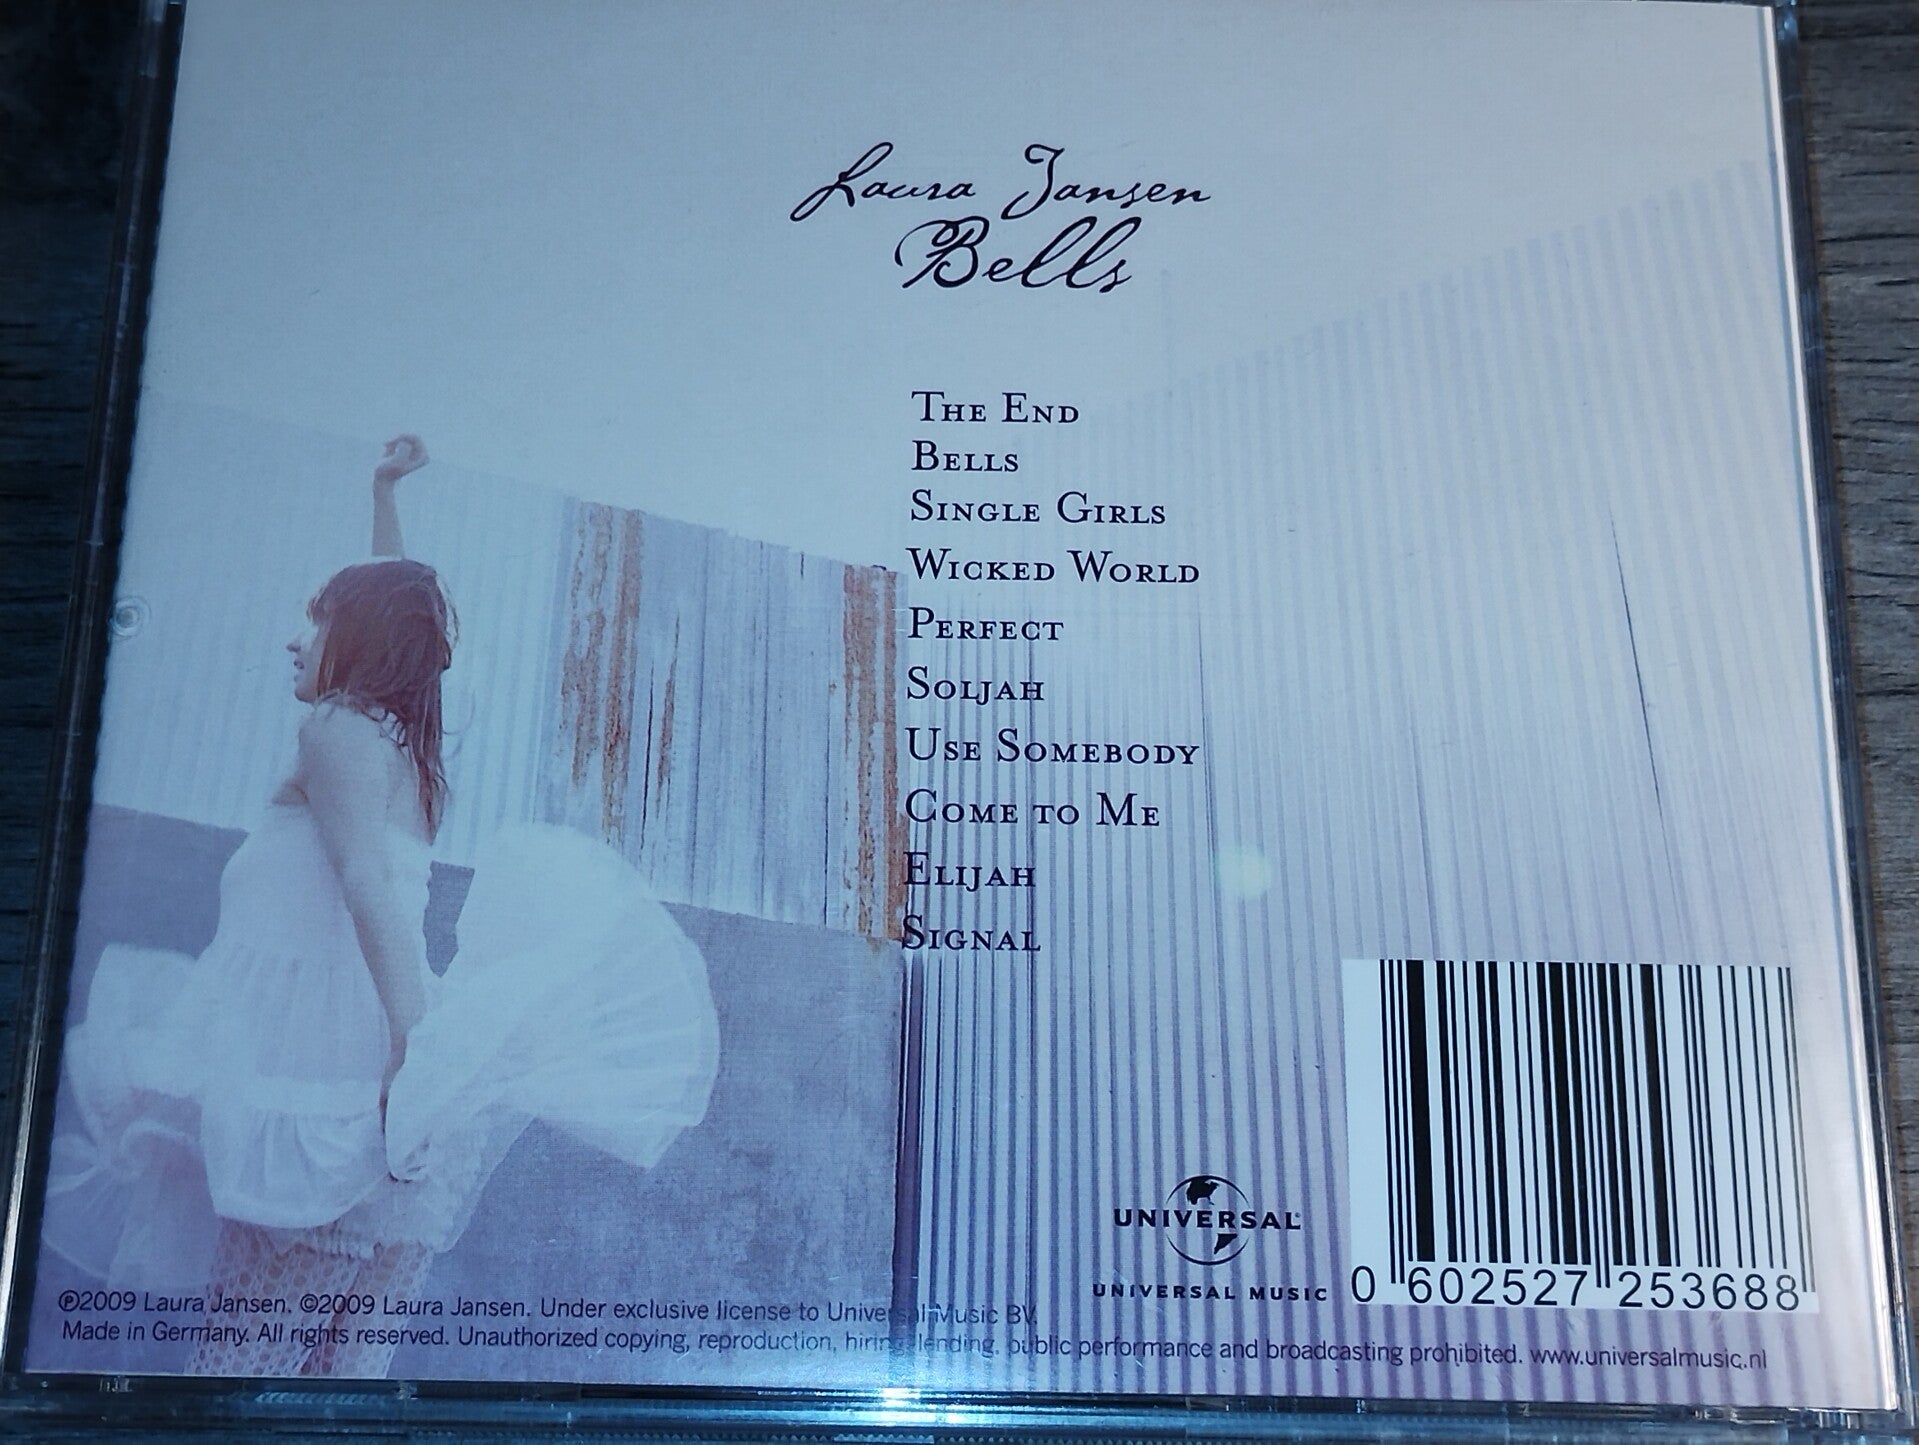 Laura Jansen
Bells
The End
Bells
Single Girls
Wicked World
Perfect
Soljah
Use Somebody
Come to Me
Elijah
Signal
UNIVERSAL
UNIVERSAL MUSIC
0 602527 253688
℗2009 Laura Jansen. ©2009 Laura Jansen. Under exclusive license to Universal Music BV.
Made in Germany. All rights reserved. Unauthorized copying, reproduction, hiring, lending, public performance and broadcasting prohibited. www.universalmusic.nl